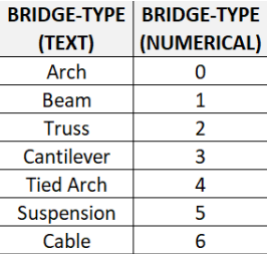 BRIDGE-TYPE (TEXT) BRIDGE-TYPE (NUMERICAL)
Arch 0
Beam 1
Truss 2
Cantilever 3
Tied Arch 4
Suspension 5
Cable 6